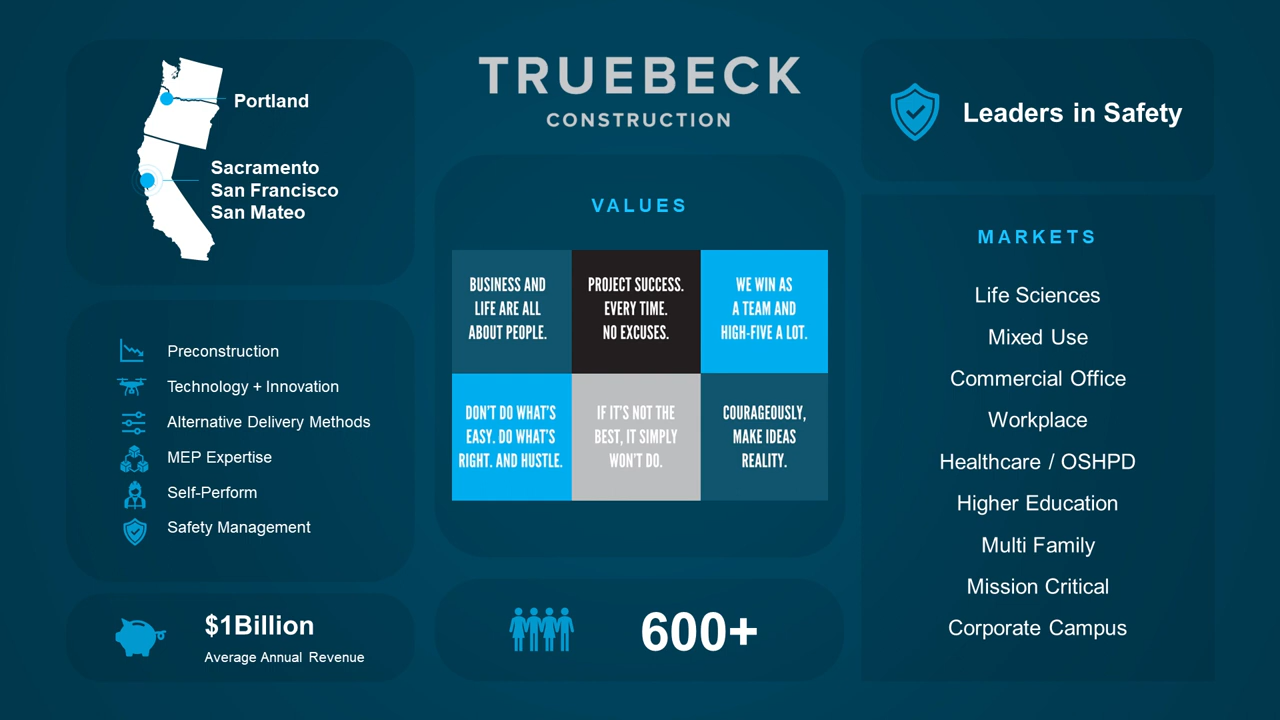 Portland
Sacramento
San Francisco
San Mateo
Preconstruction
Technology + Innovation
Alternative Delivery Methods
MEP Expertise
Self-Perform
Safety Management
$1Billion
Average Annual Revenue
TRUEBECK
CONSTRUCTION
VALUES
BUSINESS AND
LIFE ARE ALL
ABOUT PEOPLE.
PROJECT SUCCESS.
EVERY TIME.
NO EXCUSES.
WE WIN AS
A TEAM AND
HIGH-FIVE A LOT.
DON'T DO WHAT'S
EASY. DO WHAT'S
RIGHT. AND HUSTLE.
IF IT'S NOT THE
BEST, IT SIMPLY
WON'T DO.
COURAGEOUSLY,
MAKE IDEAS
REALITY.
600+
Leaders in Safety
MARKETS
Life Sciences
Mixed Use
Commercial Office
Workplace
Healthcare / OSHPD
Higher Education
Multi Family
Mission Critical
Corporate Campus